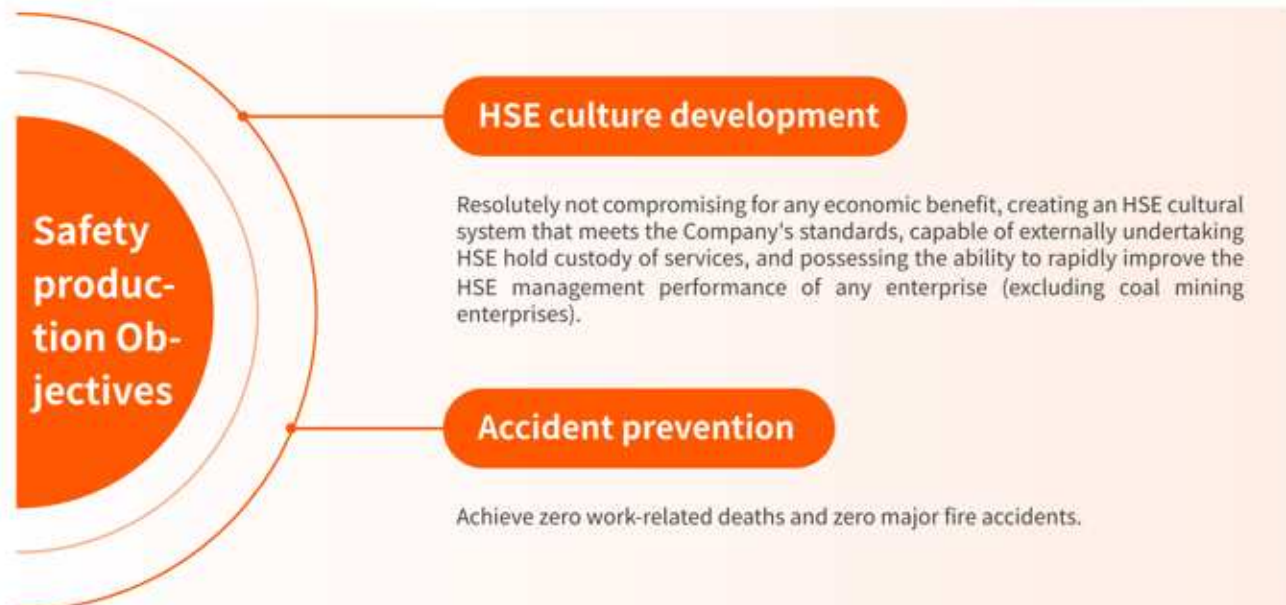 Safety
produc-
tion Ob-
jectives
HSE culture development
Resolutely not compromising for any economic benefit, creating an HSE cultural
system that meets the Company's standards, capable of externally undertaking
HSE hold custody of services, and possessing the ability to rapidly improve the
HSE management performance of any enterprise (excluding coal mining
enterprises).
Accident prevention
Achieve zero work-related deaths and zero major fire accidents.